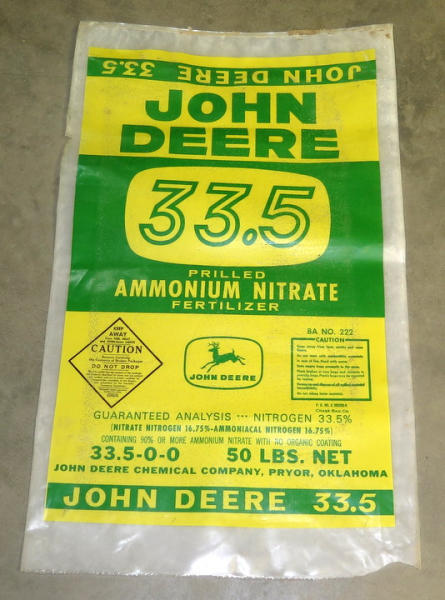 JOHN DEERE 33.5
JOHN
DEERE
33.5
PRILLED
AMMONIUM NITRATE
FERTILIZER
KEEP
AWAY
CAUTION
DO NOT DROP
JOHN DEERE
BA NO. 222
CAUTION
GUARANTEED ANALYSIS --- NITROGEN 33.5%
(NITRATE NITROGEN 16.75%-AMMONIACAL NITROGEN 16.75%)
CONTAINING 90% OR MORE AMMONIUM NITRATE WITH NO ORGANIC COATING
33.5-0-0 50 LBS. NET
JOHN DEERE CHEMICAL COMPANY, PRYOR, OKLAHOMA
JOHN DEERE 33.5